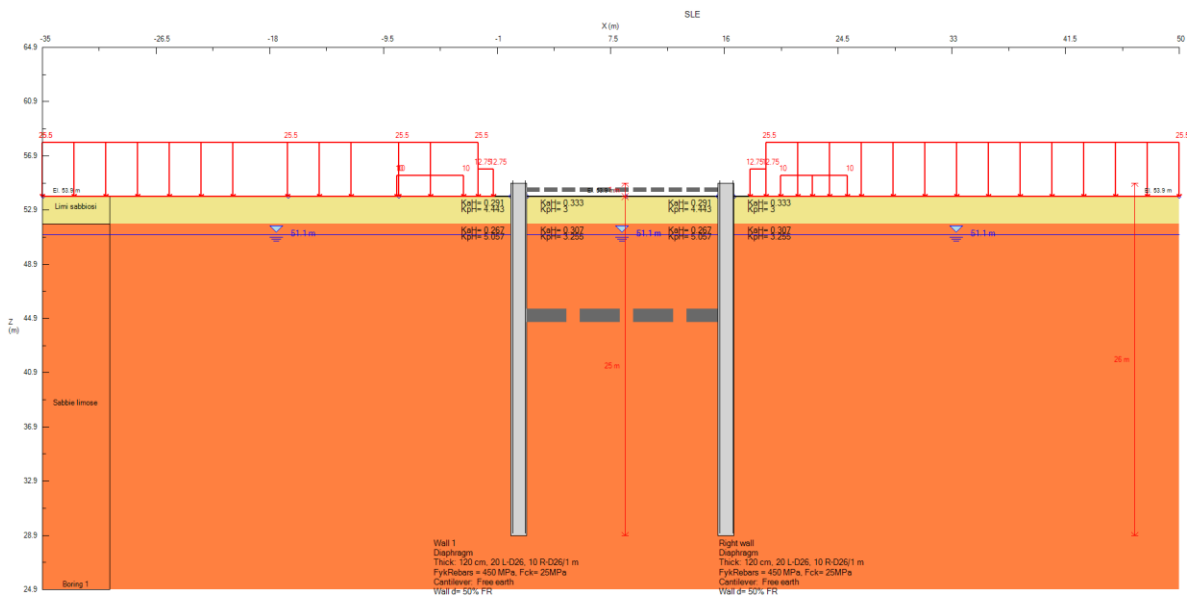 SLE
X (m)
-35 -26.5 -18 -9.5 -1 7.5 16 24.5 33 41.5 50
64.9
60.9
56.9
52.9
48.9
44.9
40.9
36.9
32.9
28.9
24.9
Z
(m)
25.5 25.5 25.5 25.5 25.5 25.5
12.75 12.75 12.75 12.75
10 10 10 10
El. 53.9 m El. 53.9 m
Limi sabbiosi
KaH= 0.291 KaH= 0.333 KaH= 0.291 KaH= 0.333
KpH= 4.443 KpH= 3 KpH= 4.443 KpH= 3
KaH= 0.267 KaH= 0.307 KaH= 0.267 KaH= 0.307
KpH= 5.057 KpH= 3.255 KpH= 5.057 KpH= 3.255
51.1 m 51.1 m 51.1 m
25 m 26 m
Sabbie limose
Boring 1
Wall 1
Diaphragm
Thick: 120 cm, 20 L-D26, 10 R-D26/1 m
FykRebars = 450 MPa, Fck= 25MPa
Cantilever: Free earth
Wall d= 50% FR
Right wall
Diaphragm
Thick: 120 cm, 20 L-D26, 10 R-D26/1 m
FykRebars = 450 MPa, Fck= 25MPa
Cantilever: Free earth
Wall d= 50% FR